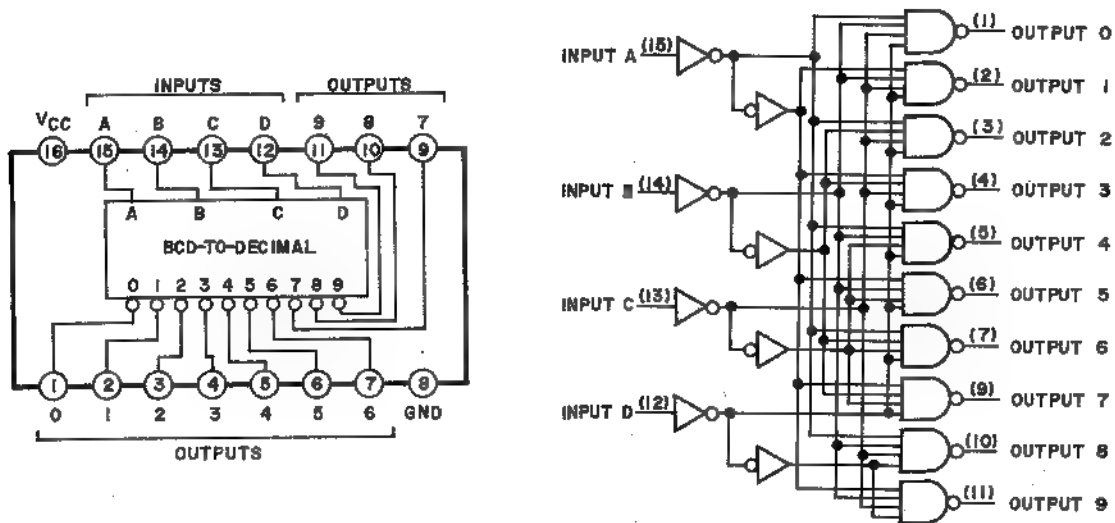 INPUTS OUTPUTS
VCC A B C D 9 8 7
16 15 14 13 12 11 10 9
A B C D
BCD-TO-DECIMAL
0 1 2 3 4 5 6 7 8 9
1 2 3 4 5 6 7 8
0 1 2 3 4 5 6 GND
OUTPUTS
(1) OUTPUT 0
INPUT A (15)
(2) OUTPUT 1
(3) OUTPUT 2
INPUT (14)
(4) OUTPUT 3
(5) OUTPUT 4
INPUT C (13)
(6) OUTPUT 5
(7) OUTPUT 6
INPUT D (12)
(9) OUTPUT 7
(10) OUTPUT 8
(11) OUTPUT 9